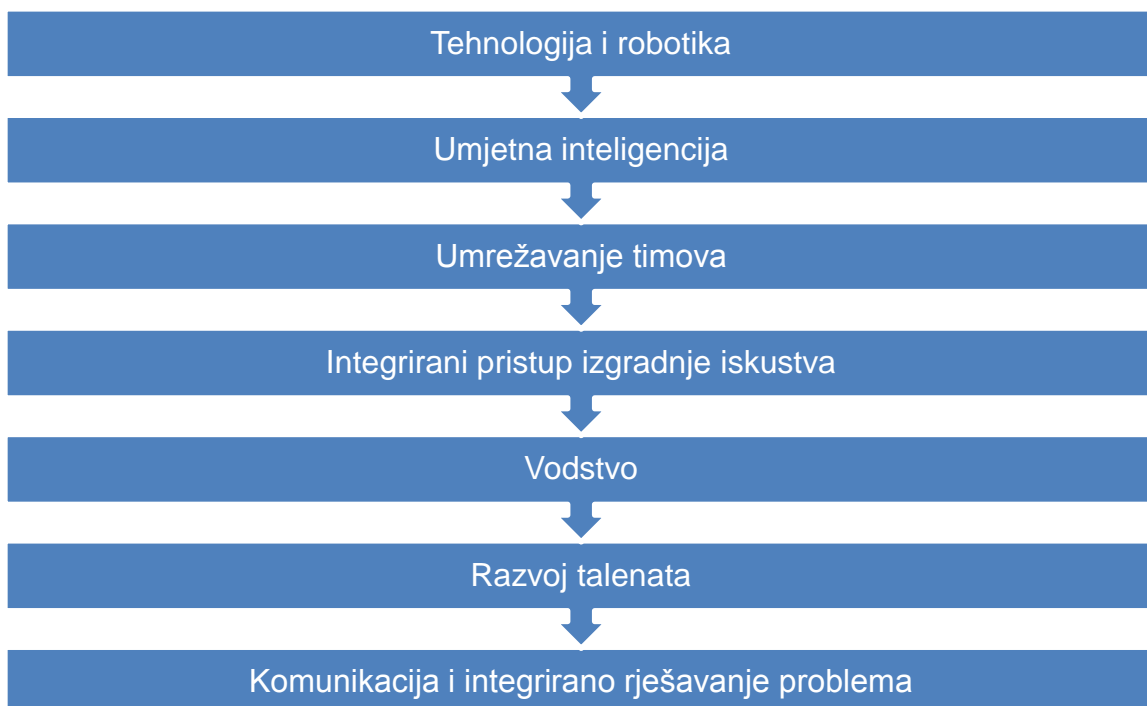 Tehnologija i robotika
Umjetna inteligencija
Umrežavanje timova
Integrirani pristup izgradnje iskustva
Vodstvo
Razvoj talenata
Komunikacija i integrirano rješavanje problema